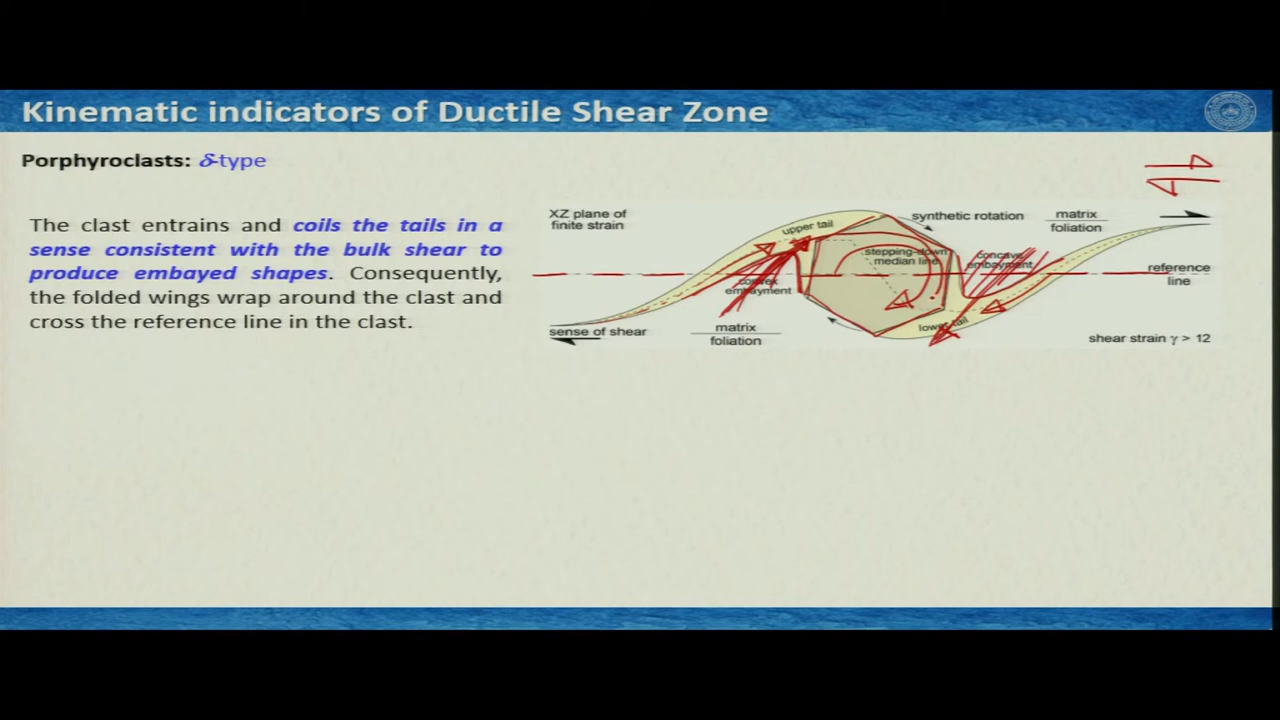 Kinematic indicators of Ductile Shear Zone
Porphyroclasts: δ-type
The clast entrains and coils the tails in a
sense consistent with the bulk shear to
produce embayed shapes. Consequently,
the folded wings wrap around the clast and
cross the reference line in the clast.
XZ plane of
finite strain
upper tail
synthetic rotation
matrix
foliation
stepping-down
median line
concave
embayment
reference
line
convex
embayment
sense of shear
matrix
foliation
lower tail
shear strain γ > 12